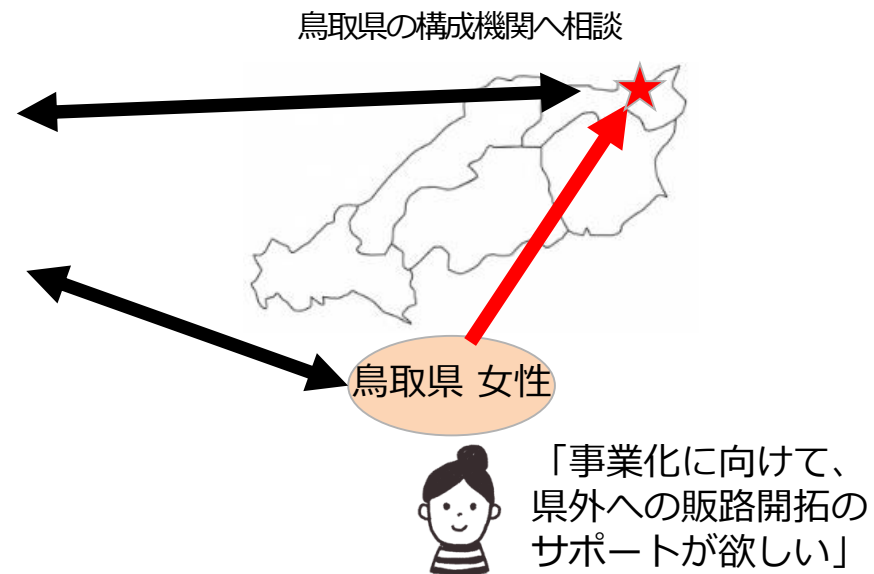 鳥取県の構成機関へ相談
鳥取県 女性
「事業化に向けて、
県外への販路開拓の
サポートが欲しい」